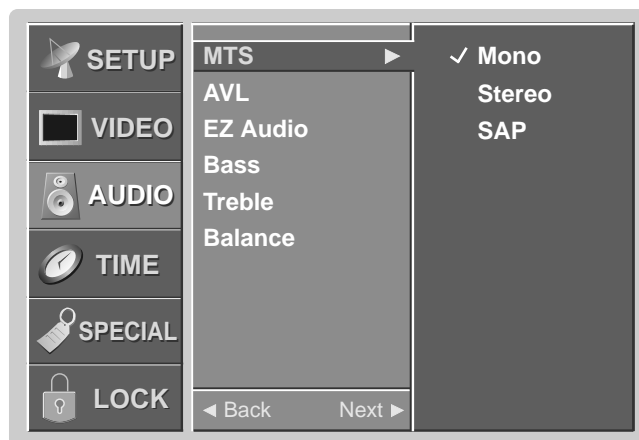 SETUP
VIDEO
AUDIO
TIME
SPECIAL
LOCK
MTS ►
AVL
EZ Audio
Bass
Treble
Balance
◄ Back Next ►
✓ Mono
Stereo
SAP